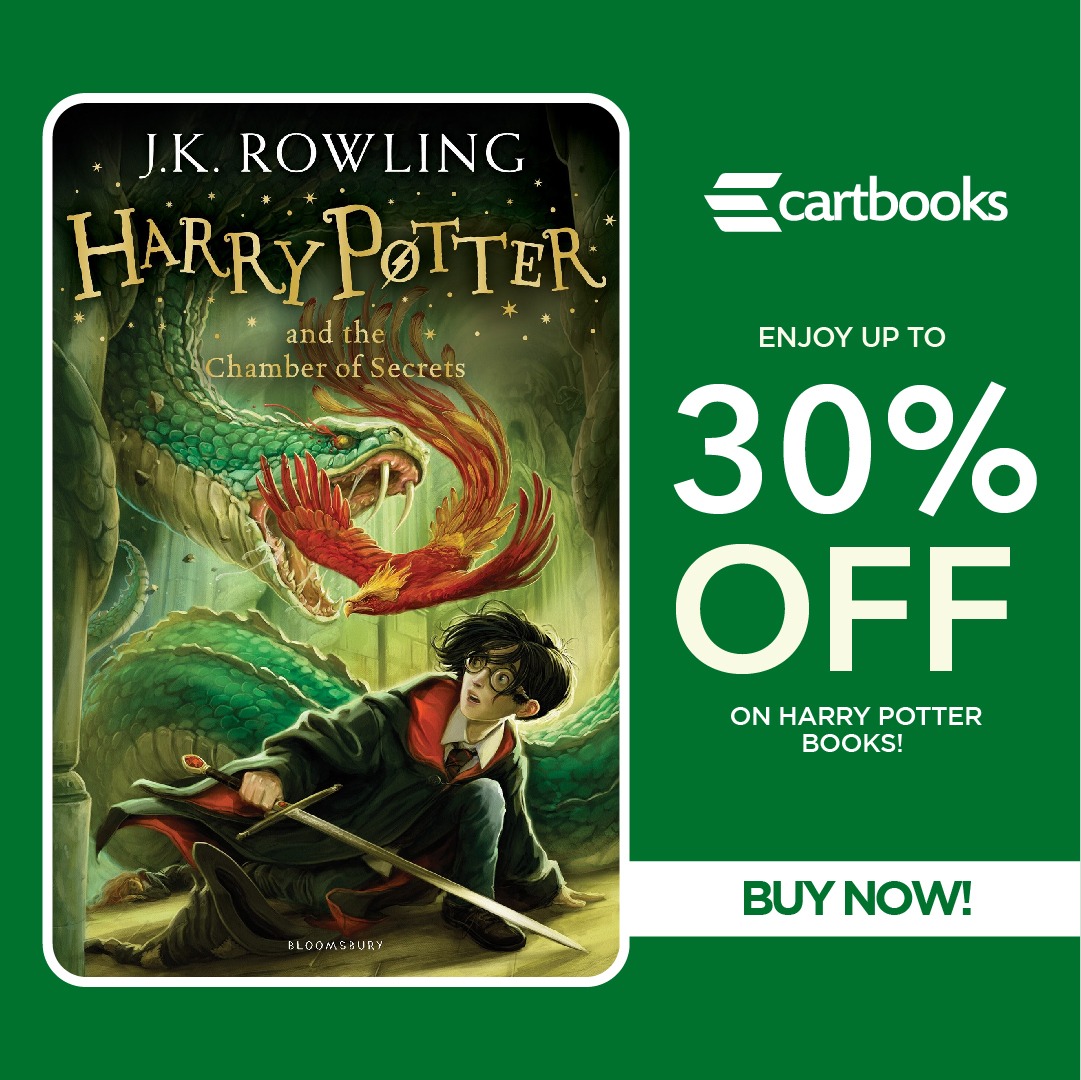 J.K. ROWLING
HARRY POTTER
and the
Chamber of Secrets
BLOOMSBURY
cartbooks
ENJOY UP TO
30%
OFF
ON HARRY POTTER
BOOKS!
BUY NOW!